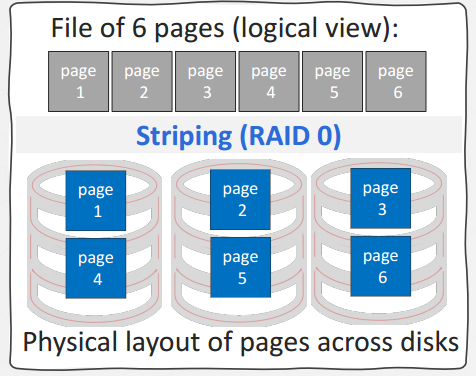 File of 6 pages (logical view):
page page page page page page
1 2 3 4 5 6
Striping (RAID 0)
page page page
1 2 3
page page page
4 5 6
Physical layout of pages across disks